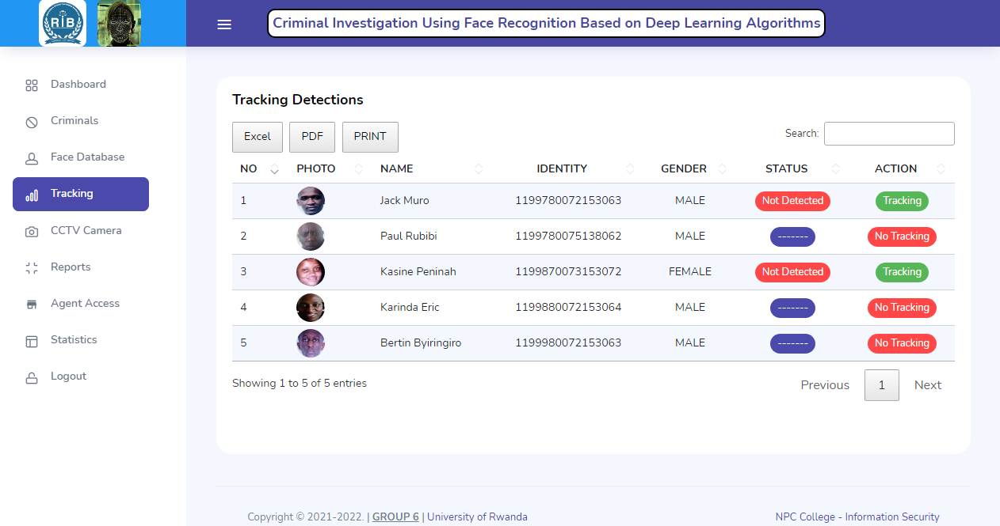 RIB
Criminal Investigation Using Face Recognition Based on Deep Learning Algorithms
Dashboard
Criminals
Face Database
Tracking
CCTV Camera
Reports
Agent Access
Statistics
Logout
Tracking Detections
Excel PDF PRINT Search:
NO PHOTO NAME IDENTITY GENDER STATUS ACTION
1 Jack Muro 1199780072153063 MALE Not Detected Tracking
2 Paul Rubibi 1199780075138062 MALE ------- No Tracking
3 Kasine Peninah 1199870073153072 FEMALE Not Detected Tracking
4 Karinda Eric 1199880072153064 MALE ------- No Tracking
5 Bertin Byiringiro 1199980072153063 MALE ------- No Tracking
Showing 1 to 5 of 5 entries Previous 1 Next
Copyright © 2021-2022. | GROUP 6 | University of Rwanda NPC College - Information Security